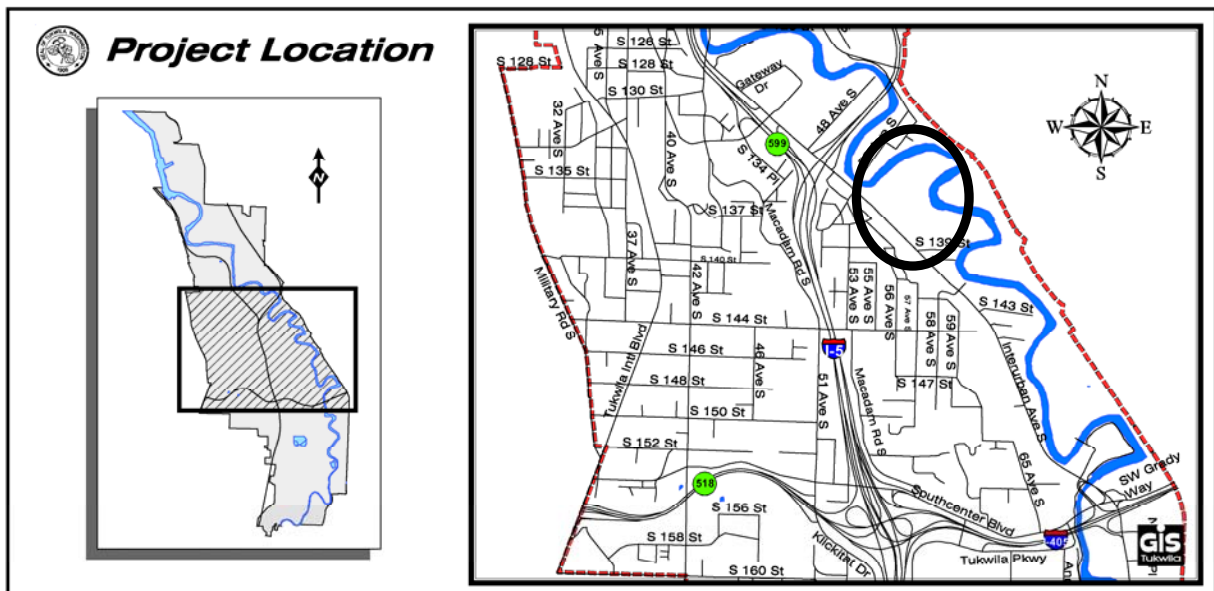 Project Location
N
S 126 St
S 128 St
S 128 St
S 130 St
5 Ave S
32 Ave S
40 Ave S
Gateway
Dr
48 Ave S
N
W
E
S
599
S 134 Pl
S 135 St
S 137 St
Macadam Rd S
S 139 St
37 Ave S
S 140 St
42 Ave S
Military Rd S
53 Ave S
55 Ave S
56 Ave S
57 Ave S
58 Ave S
59 Ave S
S 143 St
S 144 St
Tukwila Intl Blvd
S 146 St
46 Ave S
I-5
S 147 St
Interurban Ave S
S 148 St
51 Ave S
Macadam Rd S
S 150 St
S 152 St
65 Ave S
SW Grady
Way
518
Southcenter Blvd
S 156 St
S 158 St
Klickitat Dr
Tukwila Pkwy
S 160 St
GIS
Tukwila